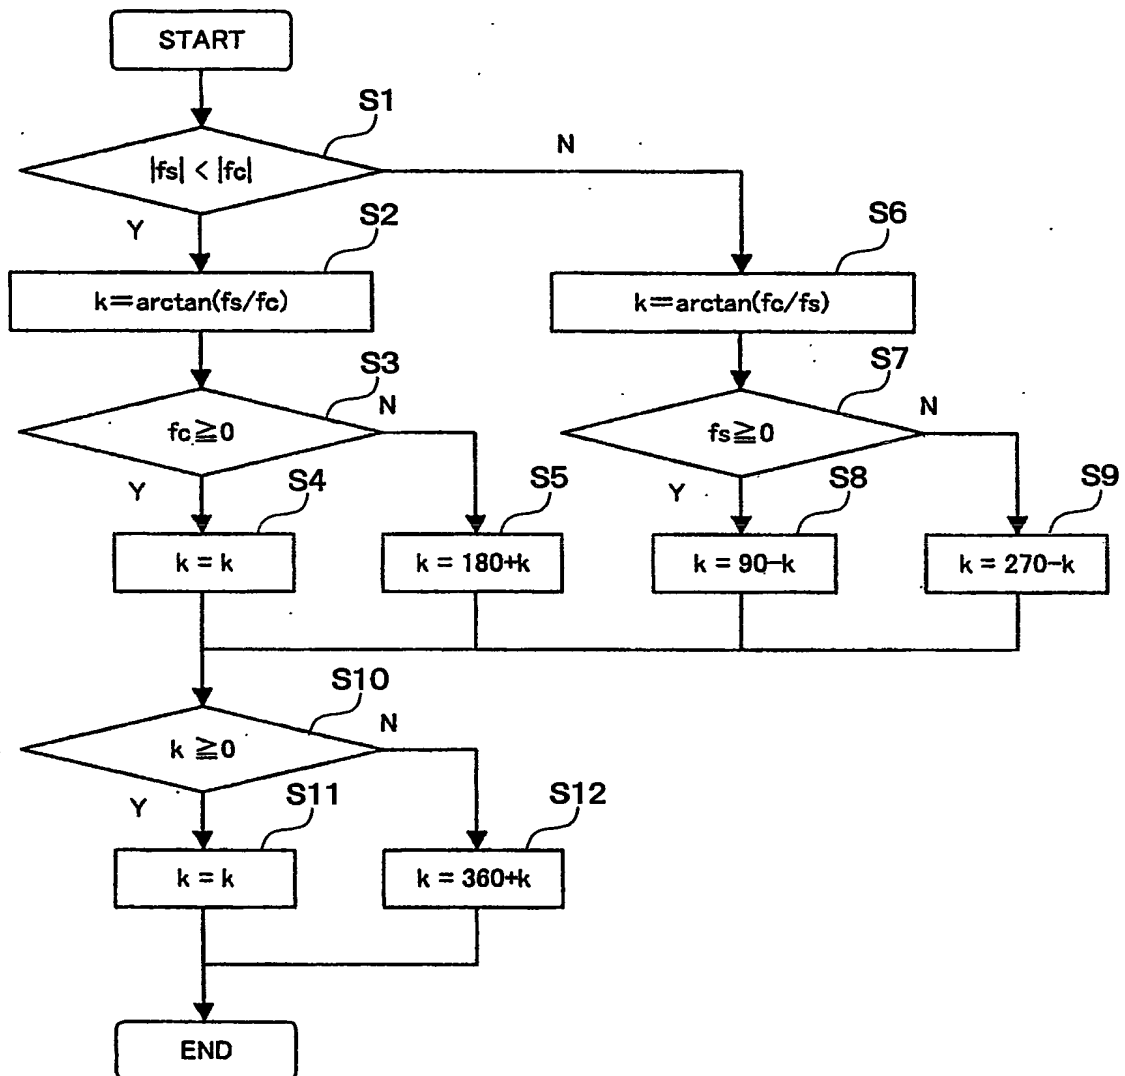 START
S1
|fs| < |fc|
N
Y
S2
S6
k=arctan(fs/fc)
k=arctan(fc/fs)
S3
S7
fc≧0
N
fs≧0
N
Y
S4
S5
Y
S8
S9
k = k
k = 180+k
k = 90-k
k = 270-k
S10
k ≧0
N
Y
S11
S12
k = k
k = 360+k
END